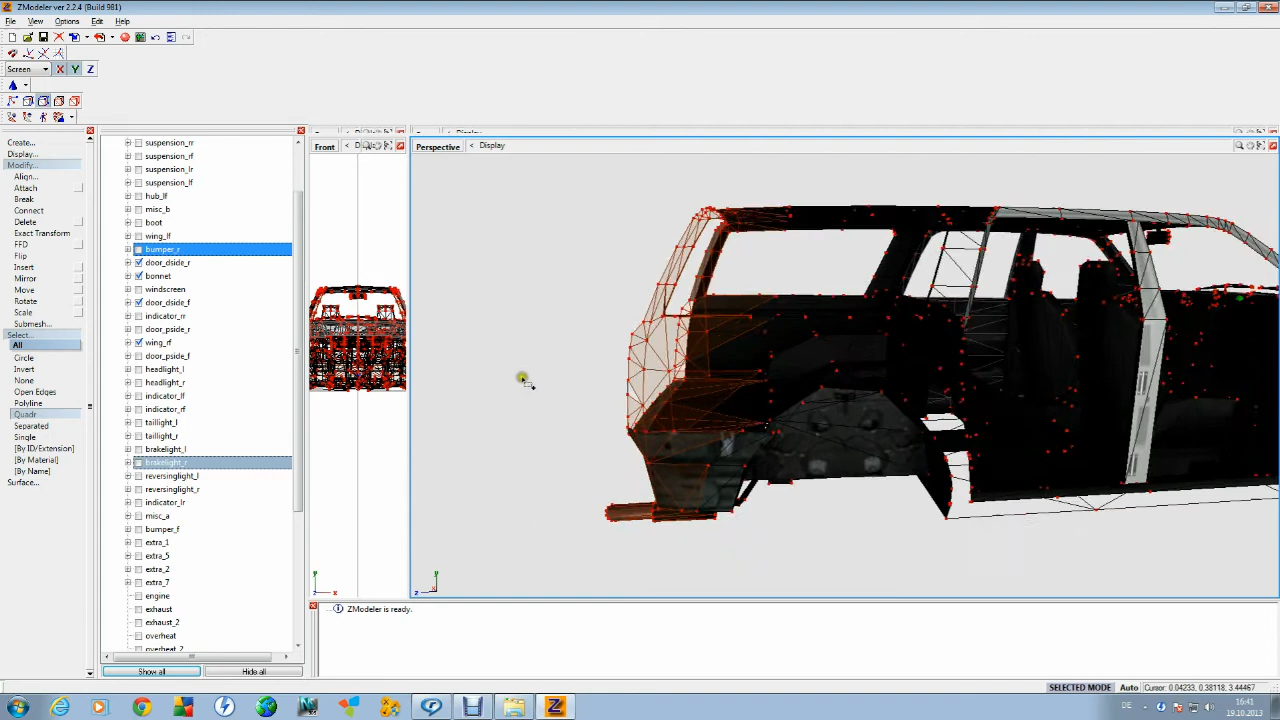 ZModeler ver 2.2.4 (Build 981)
File View Options Edit Help
Screen X Y Z
Create...
Display...
Modify...
Align...
Attach
Break
Connect
Delete
Exact Transform
FFD
Flip
Insert
Mirror
Move
Rotate
Scale
Submesh...
Select...
All
Circle
Invert
None
Open Edges
Polyline
Quadr
Separated
Single
[By ID/Extension]
[By Material]
[By Name]
Surface...
suspension_rr
suspension_rf
suspension_lr
suspension_lf
hub_lf
misc_b
boot
wing_lf
bumper_r
door_dside_r
bonnet
windscreen
door_dside_f
indicator_rr
door_pside_r
wing_rf
door_pside_f
headlight_l
headlight_r
indicator_lf
indicator_rf
taillight_l
taillight_r
brakelight_l
brakelight_r
reversinglight_l
reversinglight_r
indicator_lr
misc_a
bumper_f
extra_1
extra_5
extra_2
extra_7
engine
exhaust
exhaust_2
overheat
overheat_2
Show all Hide all
Front
Perspective < Display
ZModeler is ready.
SELECTED MODE Auto Cursor: 0.04233, 0.38118, 3.44467
DE
16:41
19.10.2013